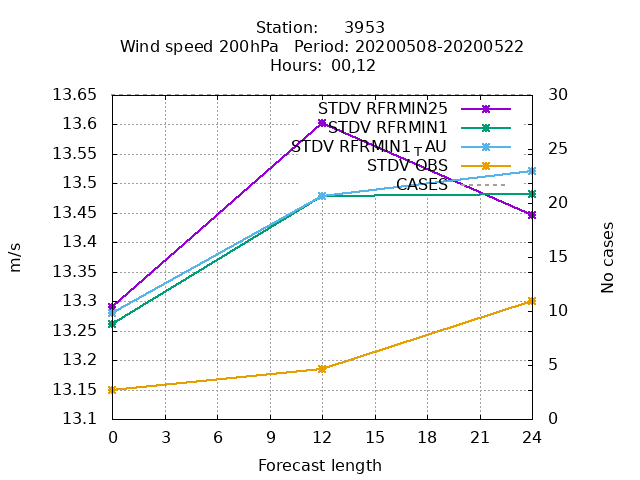 Station:     3953
Wind speed 200hPa   Period: 20200508-20200522
Hours: 00,12
STDV RFRMIN25
STDV RFRMIN1
STDV RFRMIN1_AU
STDV OBS
CASES
13.65
13.6
13.55
13.5
13.45
13.4
13.35
13.3
13.25
13.2
13.15
13.1
30
25
20
15
10
5
0
m/s
No cases
0 3 6 9 12 15 18 21 24
Forecast length